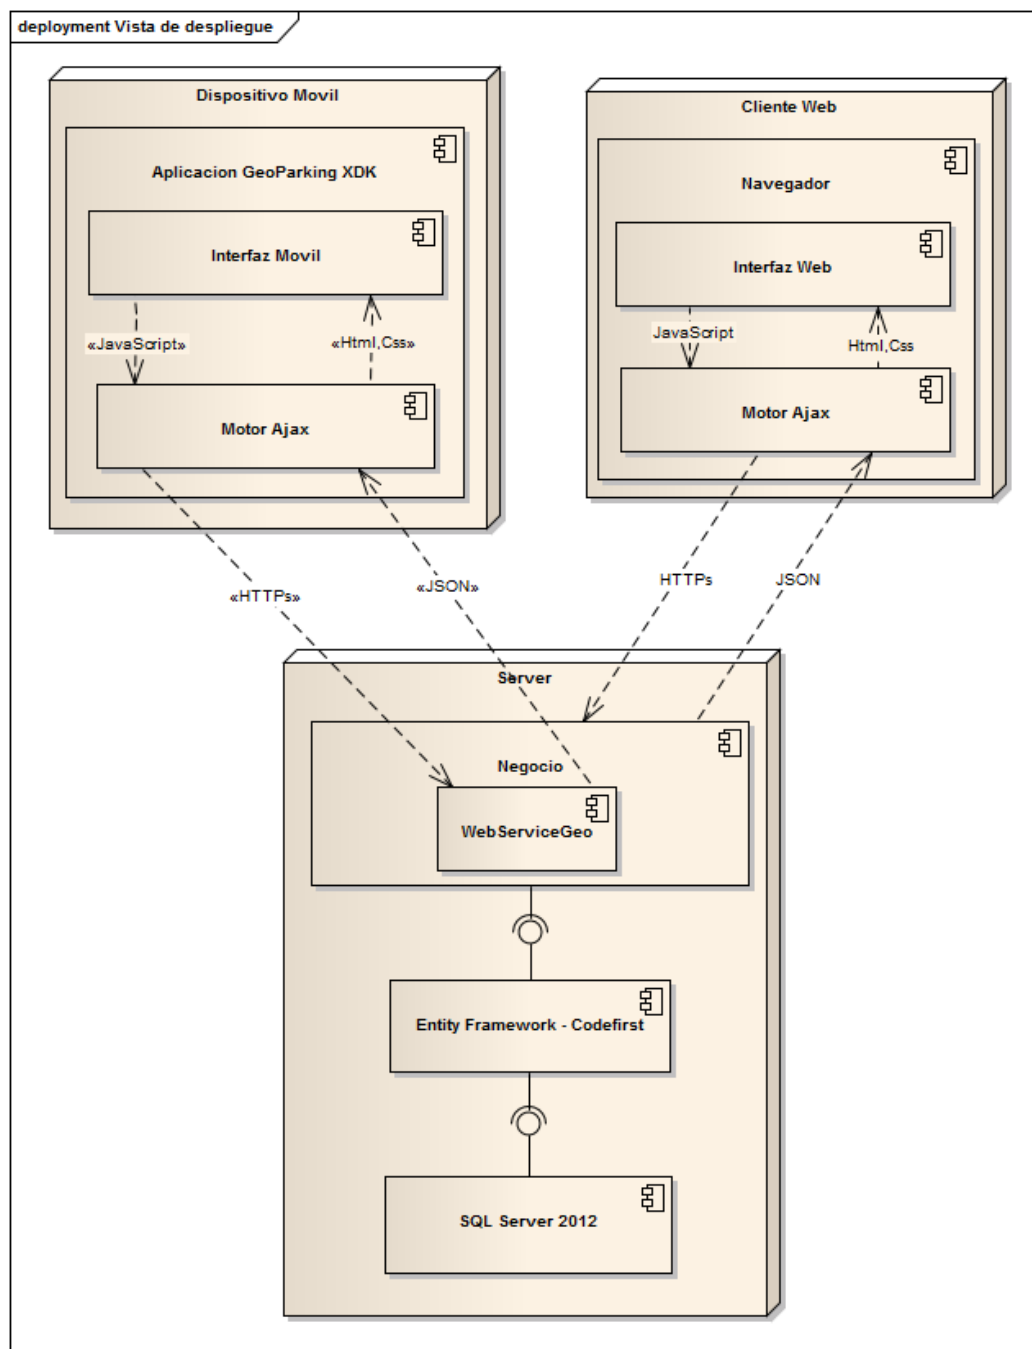 deployment Vista de despliegue
Dispositivo Movil
Aplicacion GeoParking XDK
Interfaz Movil
«JavaScript»
«Html,Css»
Motor Ajax
Cliente Web
Navegador
Interfaz Web
JavaScript
Html,Css
Motor Ajax
«HTTPs»
«JSON»
HTTPs
JSON
Server
Negocio
WebServiceGeo
Entity Framework - Codefirst
SQL Server 2012